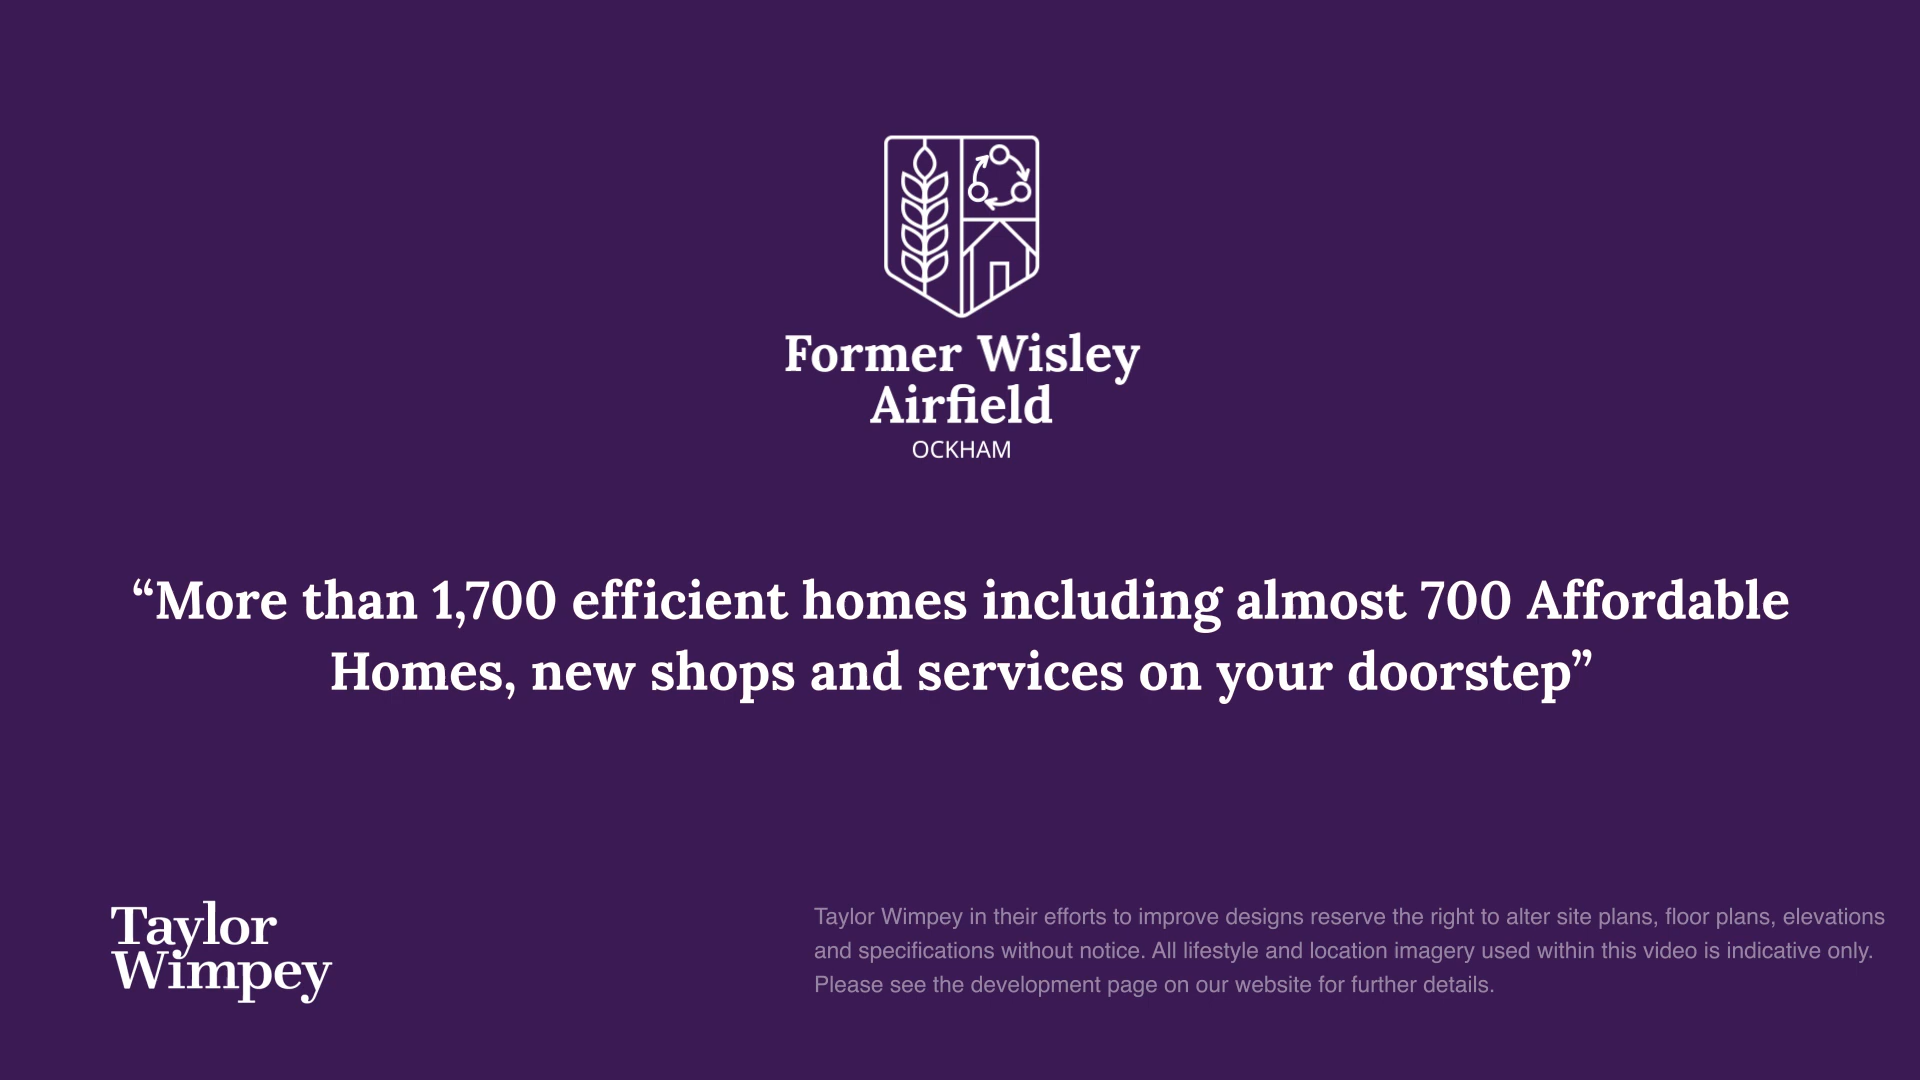 Former Wisley
Airfield
OCKHAM
“More than 1,700 efficient homes including almost 700 Affordable
Homes, new shops and services on your doorstep”
Taylor
Wimpey
Taylor Wimpey in their efforts to improve designs reserve the right to alter site plans, floor plans, elevations
and specifications without notice. All lifestyle and location imagery used within this video is indicative only.
Please see the development page on our website for further details.